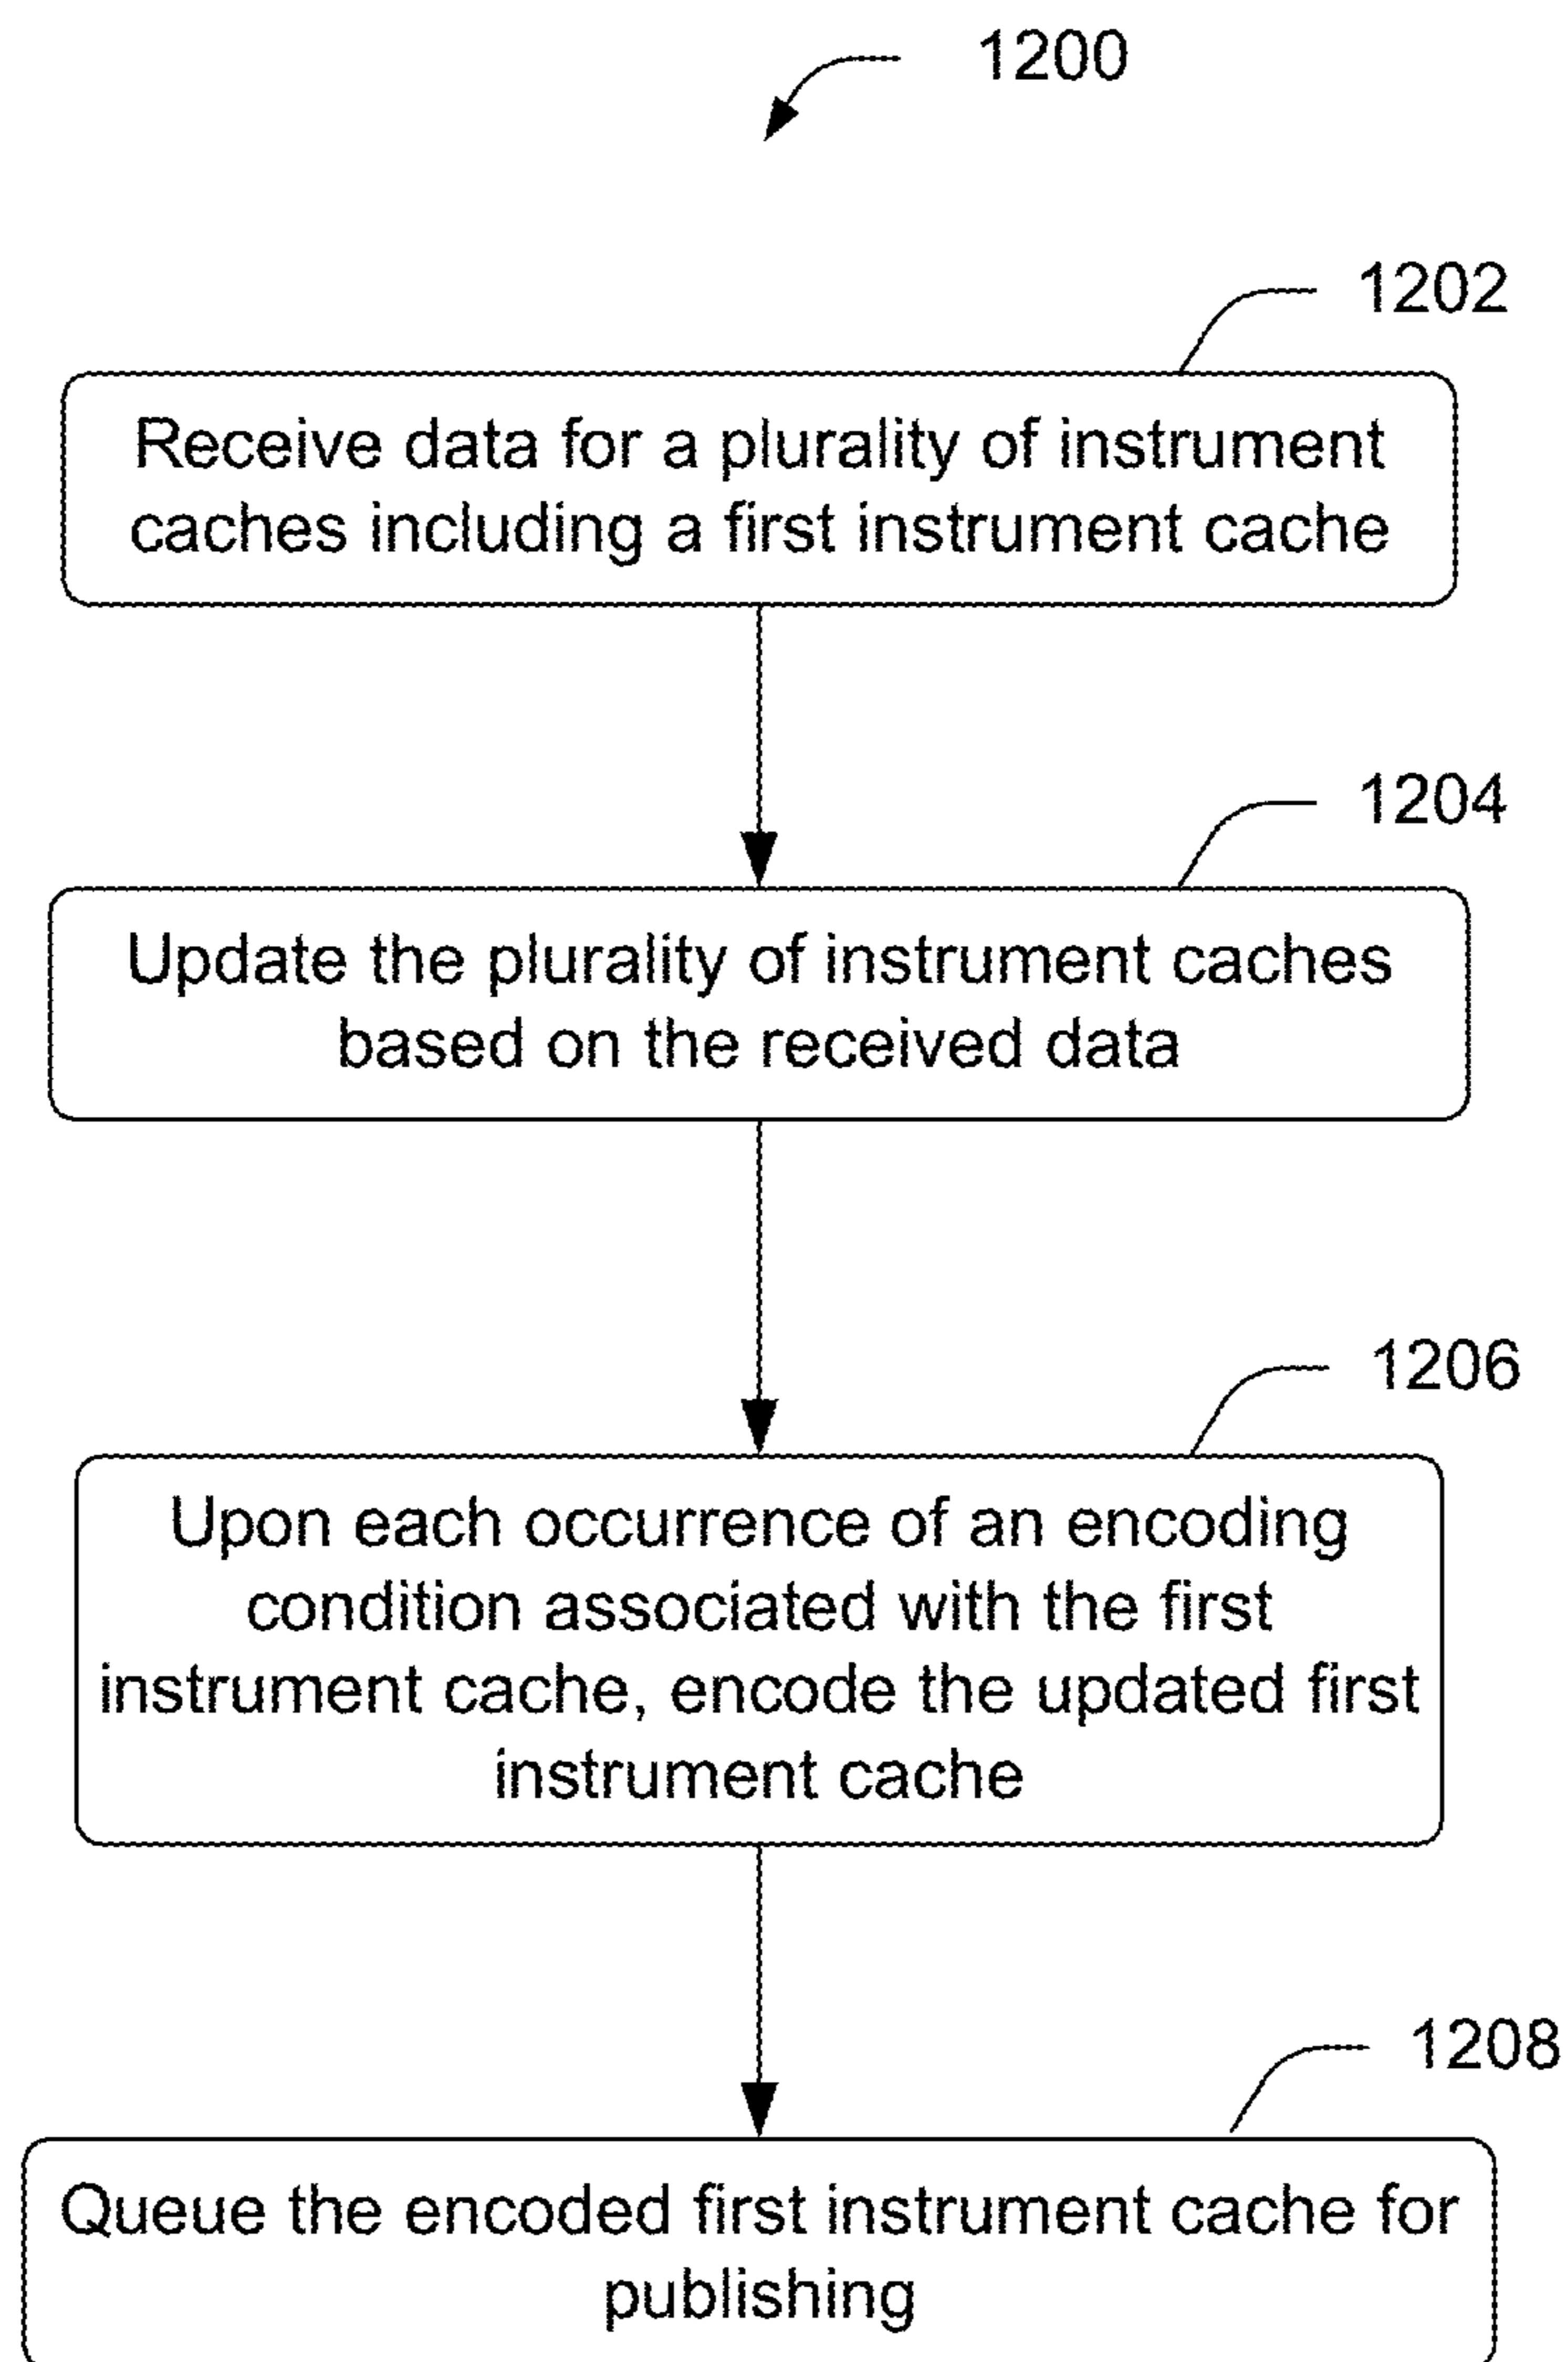 1200
1202
Receive data for a plurality of instrument
caches including a first instrument cache
1204
Update the plurality of instrument caches
based on the received data
1206
Upon each occurrence of an encoding
condition associated with the first
instrument cache, encode the updated first
instrument cache
1208
Queue the encoded first instrument cache for
publishing